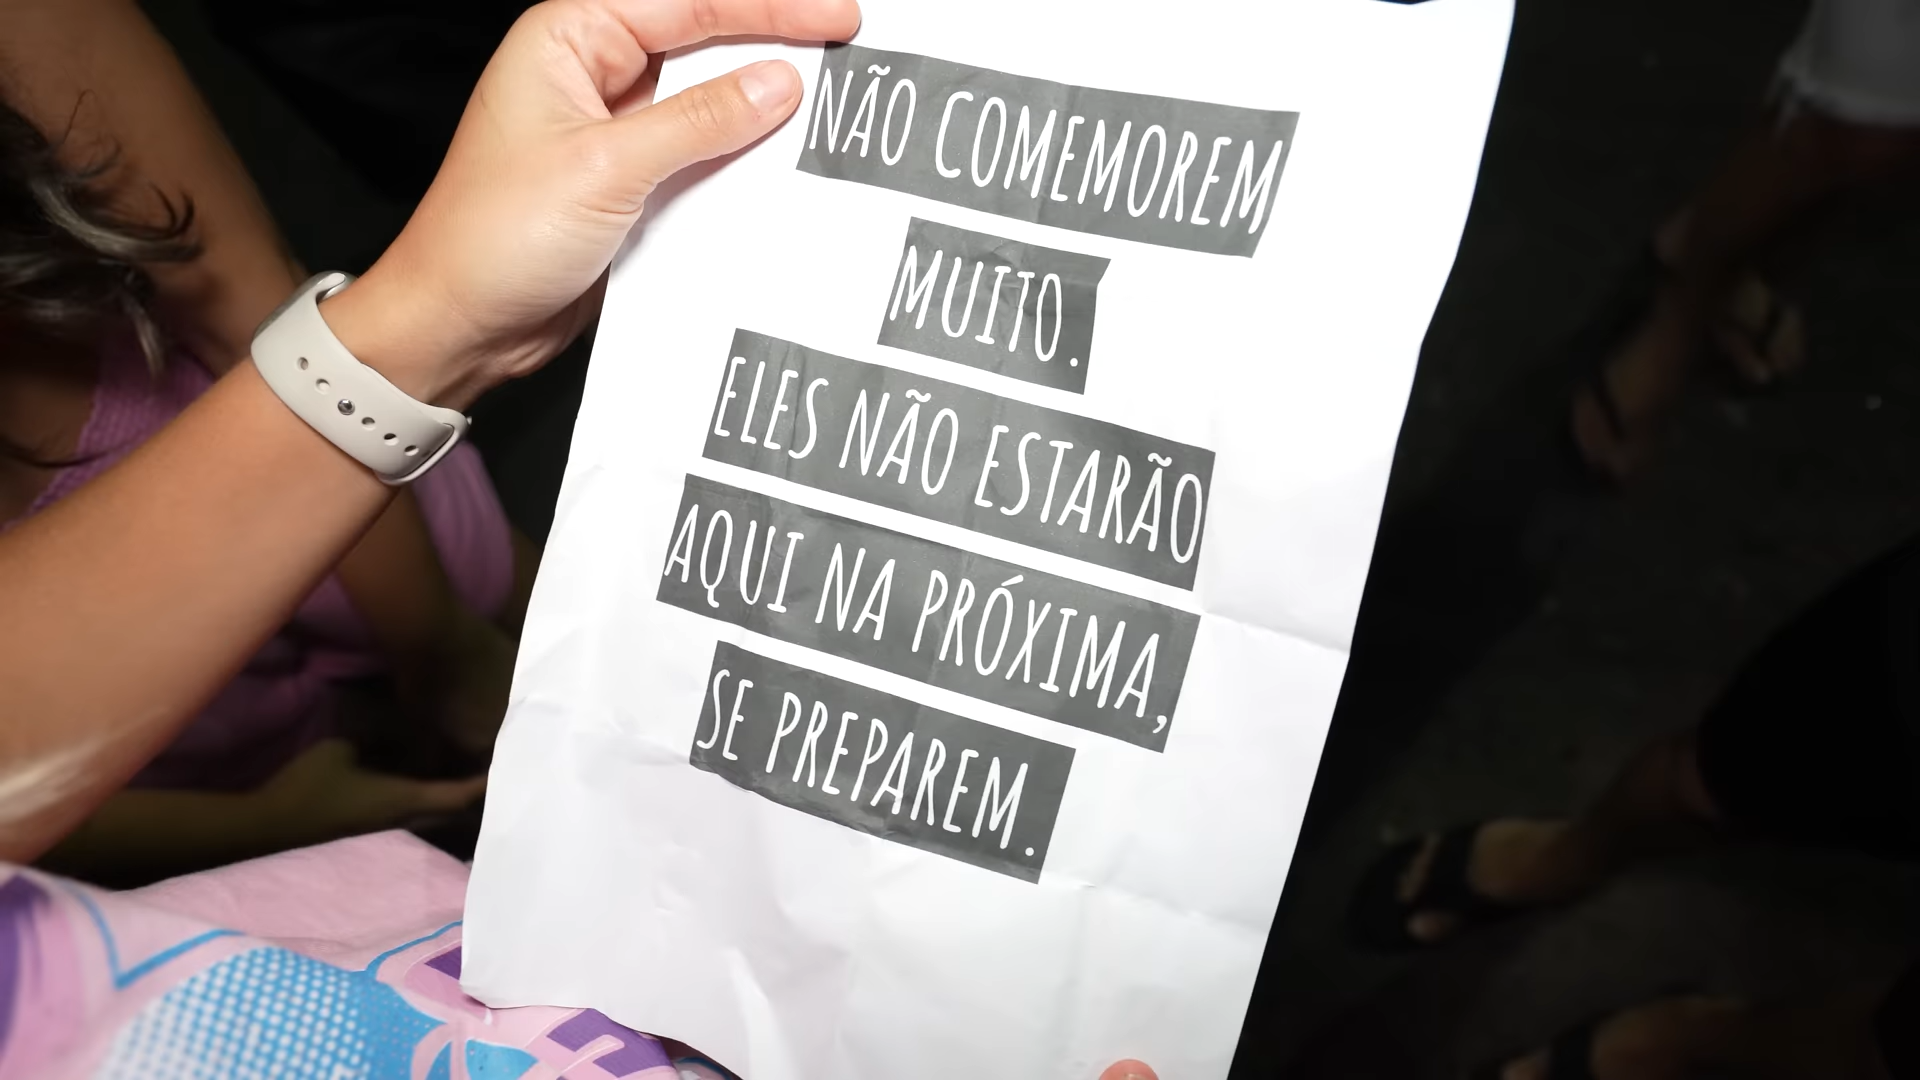 NÃO COMEMOREM
MUITO.
ELES NÃO ESTARÃO
AQUI NA PRÓXIMA,
SE PREPAREM.